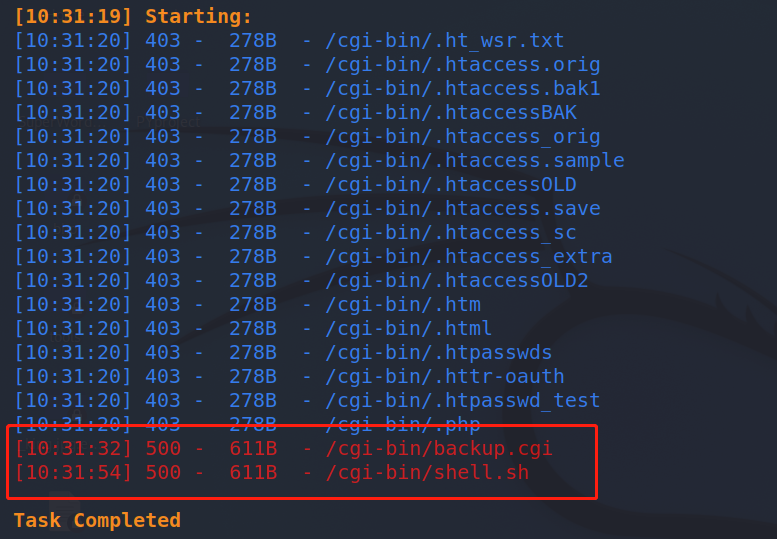 [10:31:19] Starting:
[10:31:20] 403 -  278B  - /cgi-bin/.ht_wsr.txt
[10:31:20] 403 -  278B  - /cgi-bin/.htaccess.orig
[10:31:20] 403 -  278B  - /cgi-bin/.htaccess.bak1
[10:31:20] 403 -  278B  - /cgi-bin/.htaccessBAK
[10:31:20] 403 -  278B  - /cgi-bin/.htaccess_orig
[10:31:20] 403 -  278B  - /cgi-bin/.htaccess.sample
[10:31:20] 403 -  278B  - /cgi-bin/.htaccessOLD
[10:31:20] 403 -  278B  - /cgi-bin/.htaccess.save
[10:31:20] 403 -  278B  - /cgi-bin/.htaccess_sc
[10:31:20] 403 -  278B  - /cgi-bin/.htaccess_extra
[10:31:20] 403 -  278B  - /cgi-bin/.htaccessOLD2
[10:31:20] 403 -  278B  - /cgi-bin/.htm
[10:31:20] 403 -  278B  - /cgi-bin/.html
[10:31:20] 403 -  278B  - /cgi-bin/.htpasswds
[10:31:20] 403 -  278B  - /cgi-bin/.httr-oauth
[10:31:20] 403 -  278B  - /cgi-bin/.htpasswd_test
[10:31:20] 403 -  278B  - /cgi-bin/.php
[10:31:32] 500 -  611B  - /cgi-bin/backup.cgi
[10:31:54] 500 -  611B  - /cgi-bin/shell.sh
Task Completed